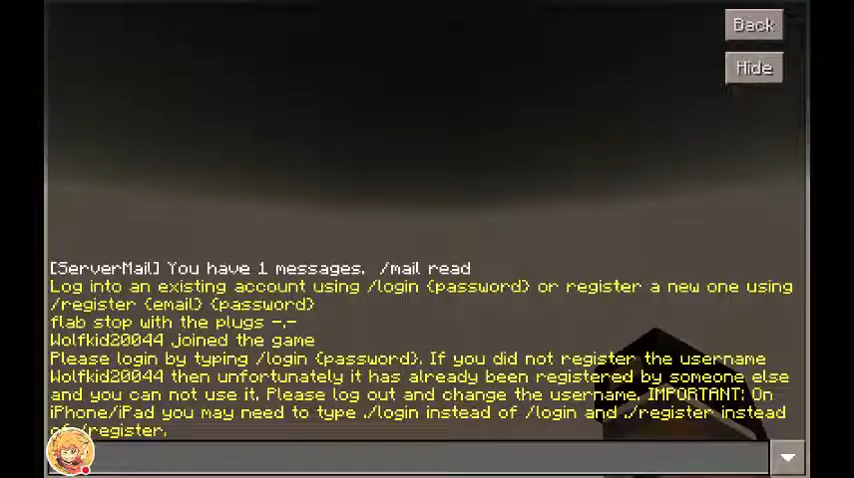 Back
Hide
[ServerMail] You have 1 messages.  /mail read
Log into an existing account using /login {password} or register a new one using
/register {email} {password}
flab stop with the plugs -.-
Wolfkid20044 joined the game
Please login by typing /login {password}. If you did not register the username
Wolfkid20044 then unfortunately it has already been registered by someone else
and you can not use it. Please log out and change the username. IMPORTANT: On
iPhone/iPad you may need to type ./login instead of /login and ./register instead
of /register.